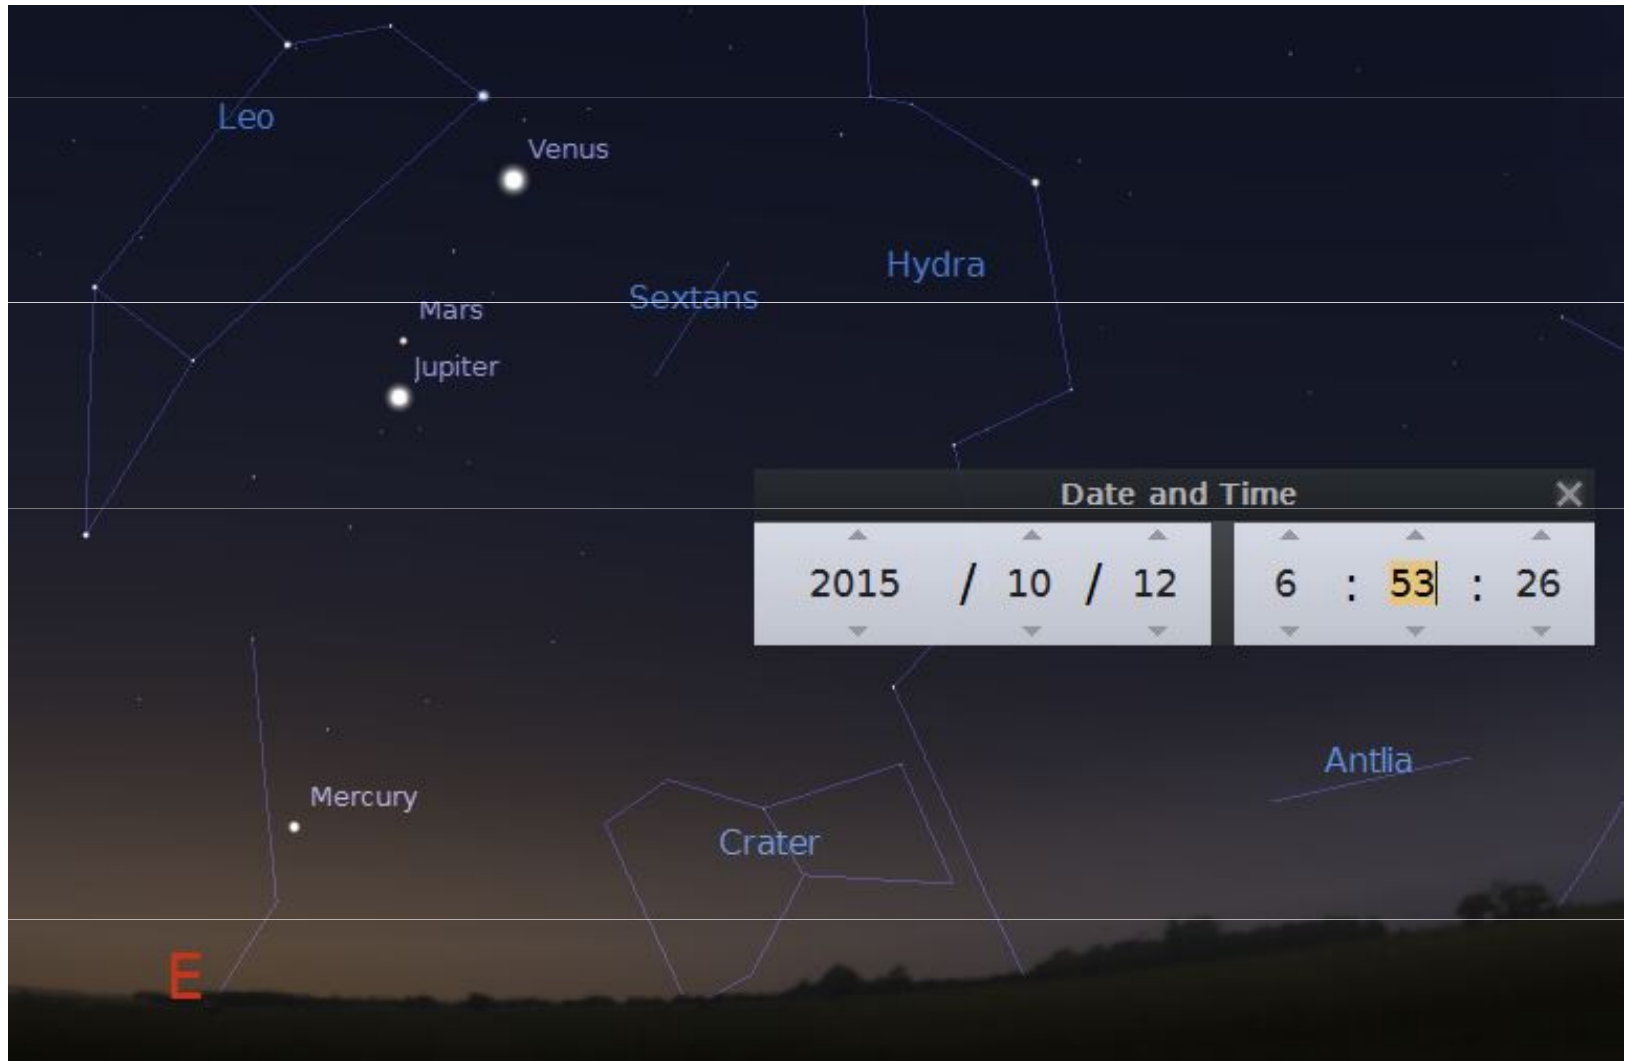 Leo
Venus
Hydra
Sextans
Mars
Jupiter
Date and Time
2015 / 10 / 12 6 : 53 : 26
Antlia
Mercury
Crater
E